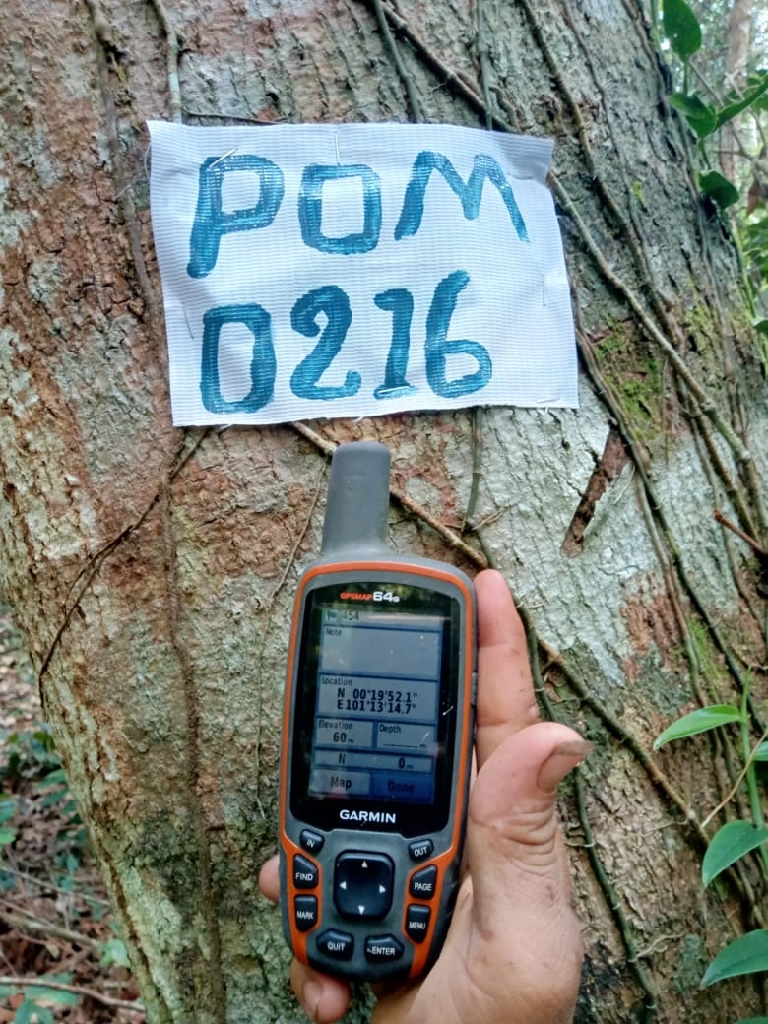 POM
0216
GPSMAP 64s
454
Note
Location
N 00°19'52.1"
E 101°13'14.7"
Elevation Depth
60m
N 0m
Map Done
GARMIN
IN OUT
FIND PAGE
MARK MENU
QUIT ENTER